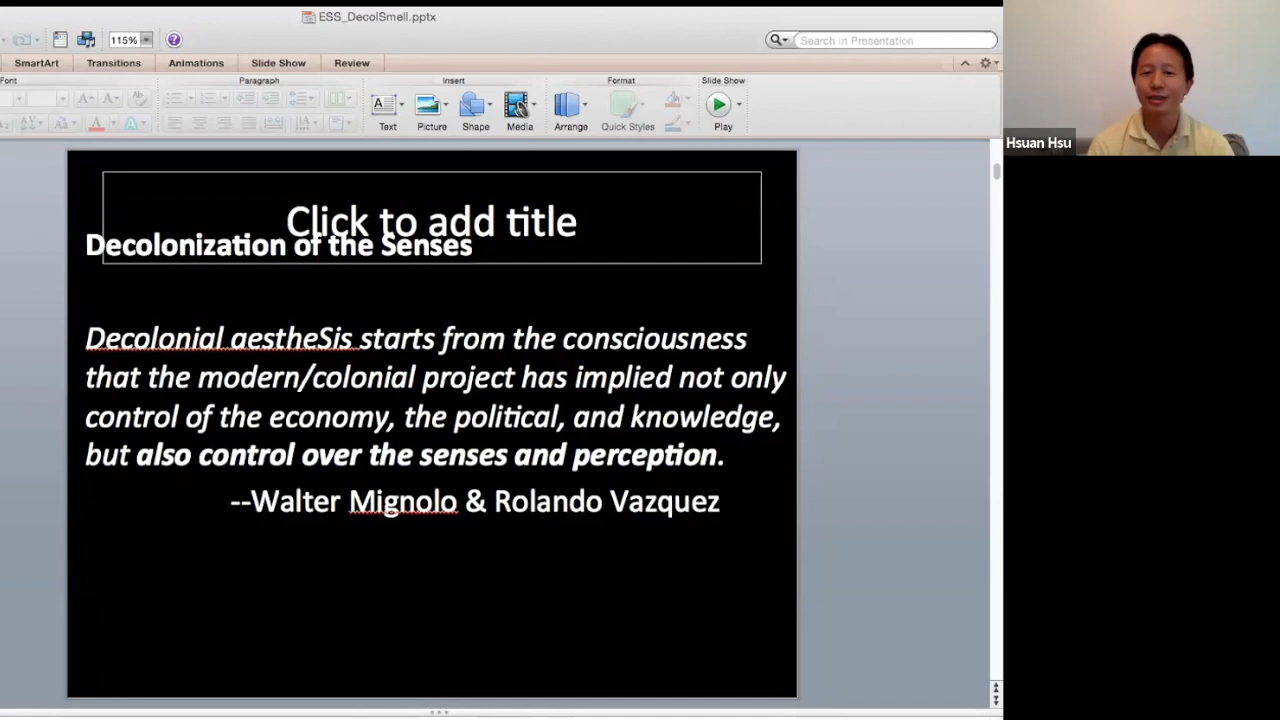 ESS_DecolSmell.pptx
115%
Search in Presentation
SmartArt Transitions Animations Slide Show Review
Font Paragraph Insert Format Slide Show
Text Picture Shape Media Arrange Quick Styles Play
Hsuan Hsu
Click to add title
Decolonization of the Senses
Decolonial aestheSis starts from the consciousness
that the modern/colonial project has implied not only
control of the economy, the political, and knowledge,
but also control over the senses and perception.
--Walter Mignolo & Rolando Vazquez